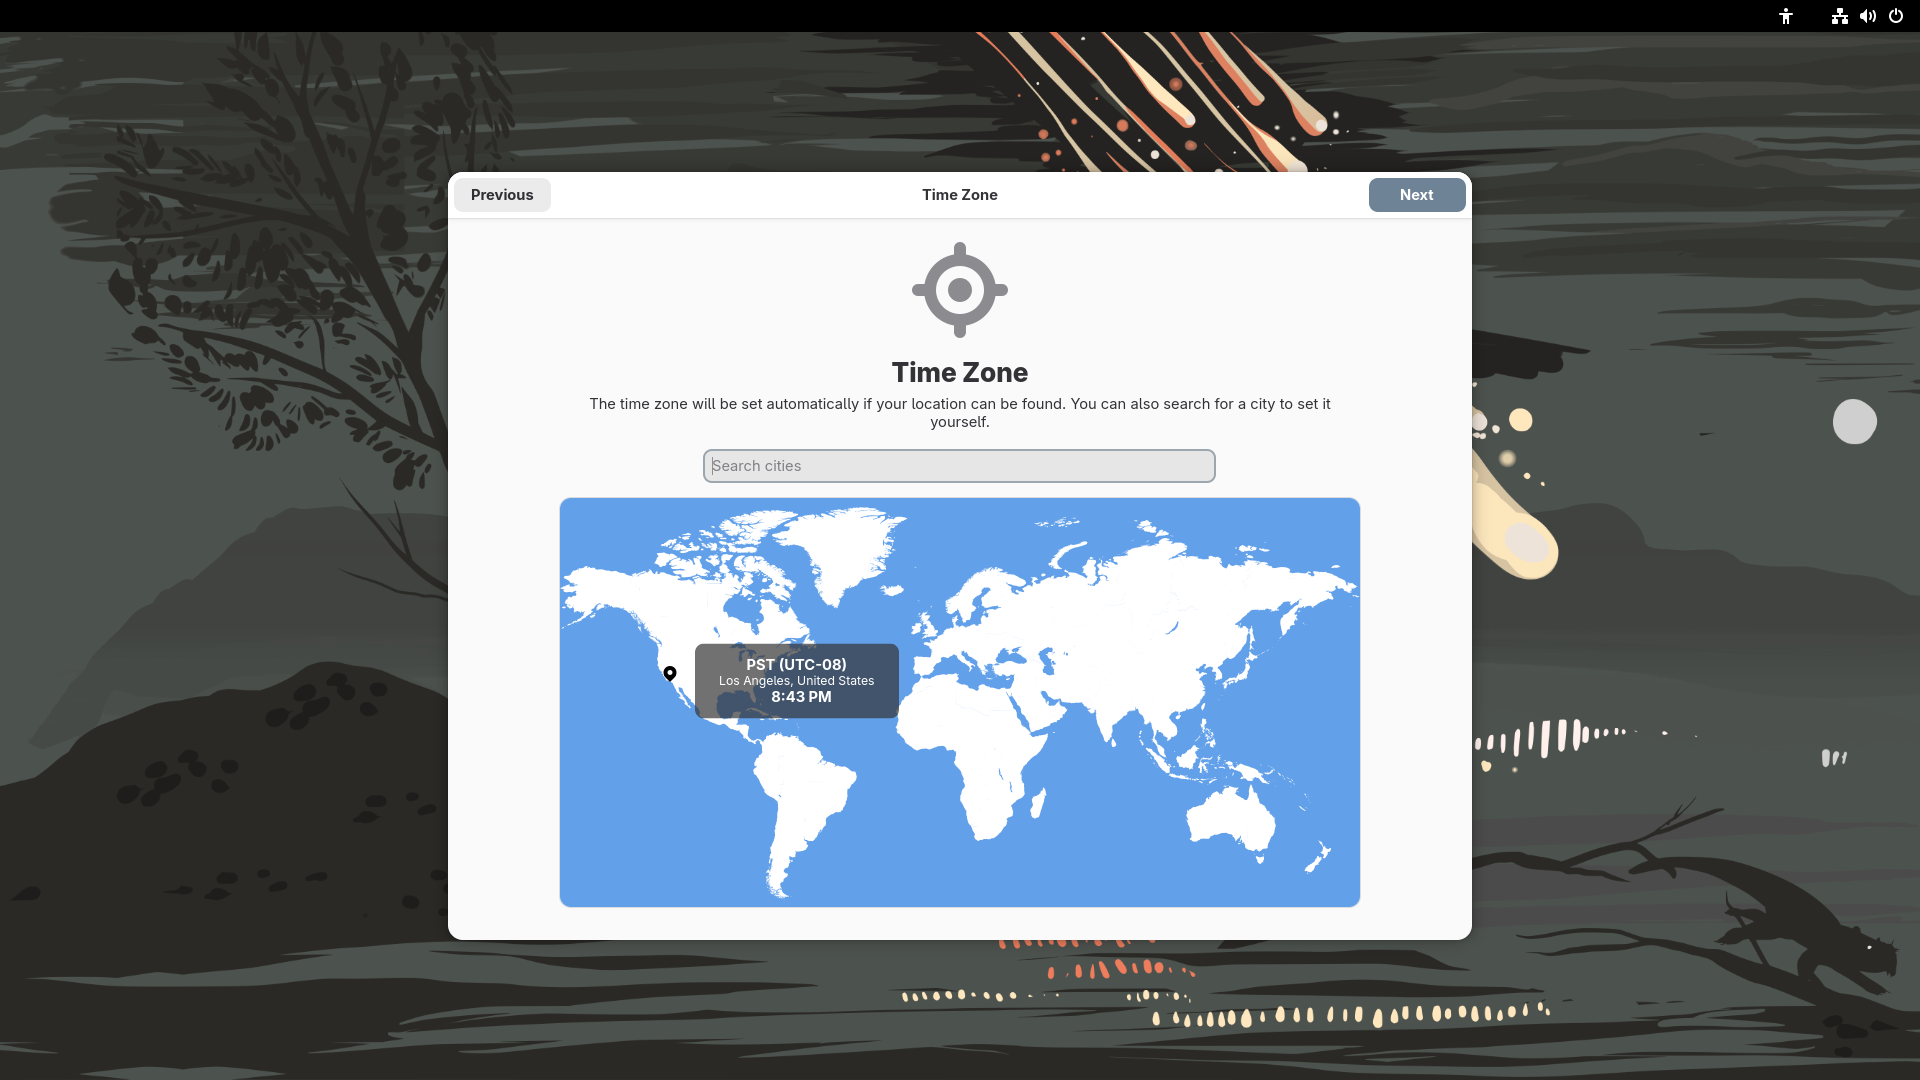 Previous
Time Zone
Next
Time Zone
The time zone will be set automatically if your location can be found. You can also search for a city to set it
yourself.
Search cities
PST (UTC-08)
Los Angeles, United States
8:43 PM